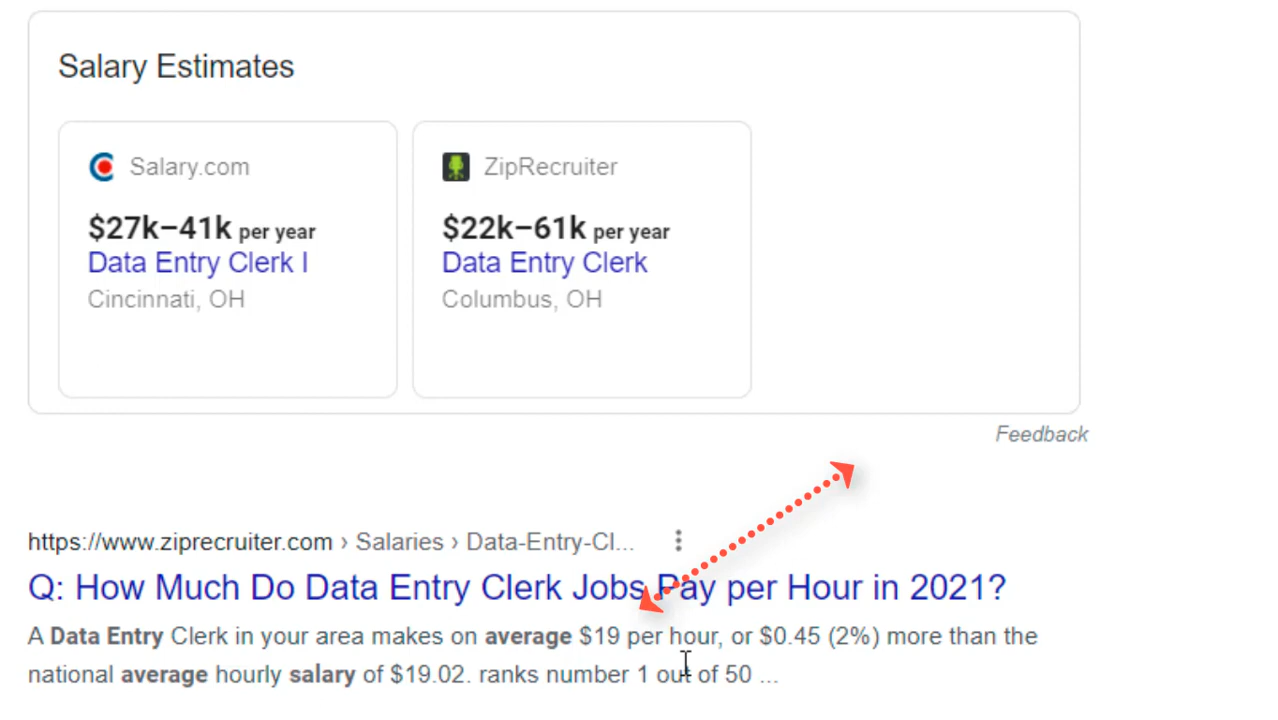 Salary Estimates
Salary.com
$27k–41k per year
Data Entry Clerk I
Cincinnati, OH
ZipRecruiter
$22k–61k per year
Data Entry Clerk
Columbus, OH
Feedback
https://www.ziprecruiter.com › Salaries › Data-Entry-Cl...
Q: How Much Do Data Entry Clerk Jobs Pay per Hour in 2021?
A Data Entry Clerk in your area makes on average $19 per hour, or $0.45 (2%) more than the
national average hourly salary of $19.02. ranks number 1 out of 50 ...